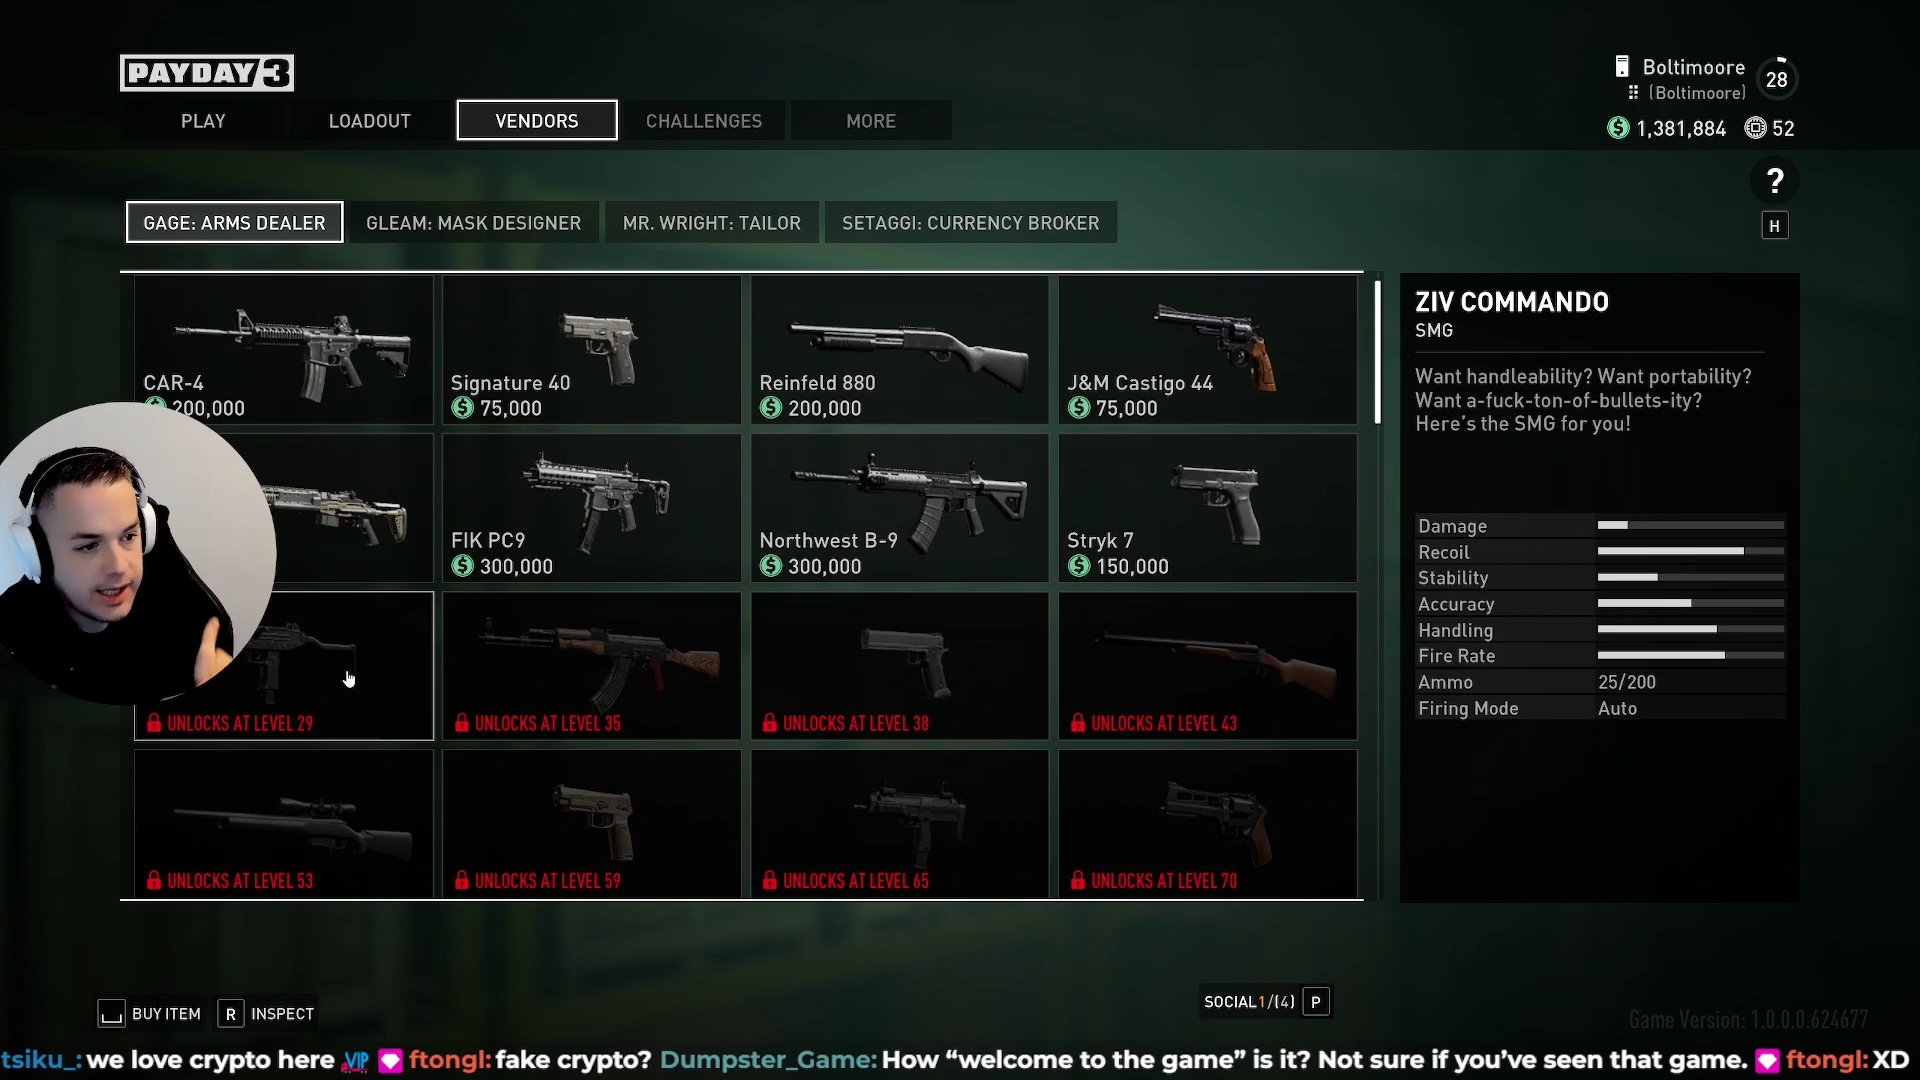 PAYDAY 3
Boltimoore
28
(Boltimoore)
1,381,884 52
PLAY LOADOUT VENDORS CHALLENGES MORE
?
H
GAGE: ARMS DEALER GLEAM: MASK DESIGNER MR. WRIGHT: TAILOR SETAGGI: CURRENCY BROKER
CAR-4
200,000
Signature 40
75,000
Reinfeld 880
200,000
J&M Castigo 44
75,000
FIK PC9
300,000
Northwest B-9
300,000
Stryk 7
150,000
UNLOCKS AT LEVEL 29
UNLOCKS AT LEVEL 35
UNLOCKS AT LEVEL 38
UNLOCKS AT LEVEL 43
UNLOCKS AT LEVEL 53
UNLOCKS AT LEVEL 59
UNLOCKS AT LEVEL 65
UNLOCKS AT LEVEL 70
ZIV COMMANDO
SMG
Want handleability? Want portability?
Want a-fuck-ton-of-bullets-ity?
Here's the SMG for you!
Damage
Recoil
Stability
Accuracy
Handling
Fire Rate
Ammo 25/200
Firing Mode Auto
BUY ITEM R INSPECT
SOCIAL 1/(4) P
Game Version: 1.0.0.0.624677
tsiku_: we love crypto here VIP ftongl: fake crypto? Dumpster_Game: How “welcome to the game” is it? Not sure if you’ve seen that game. ftongl: XD